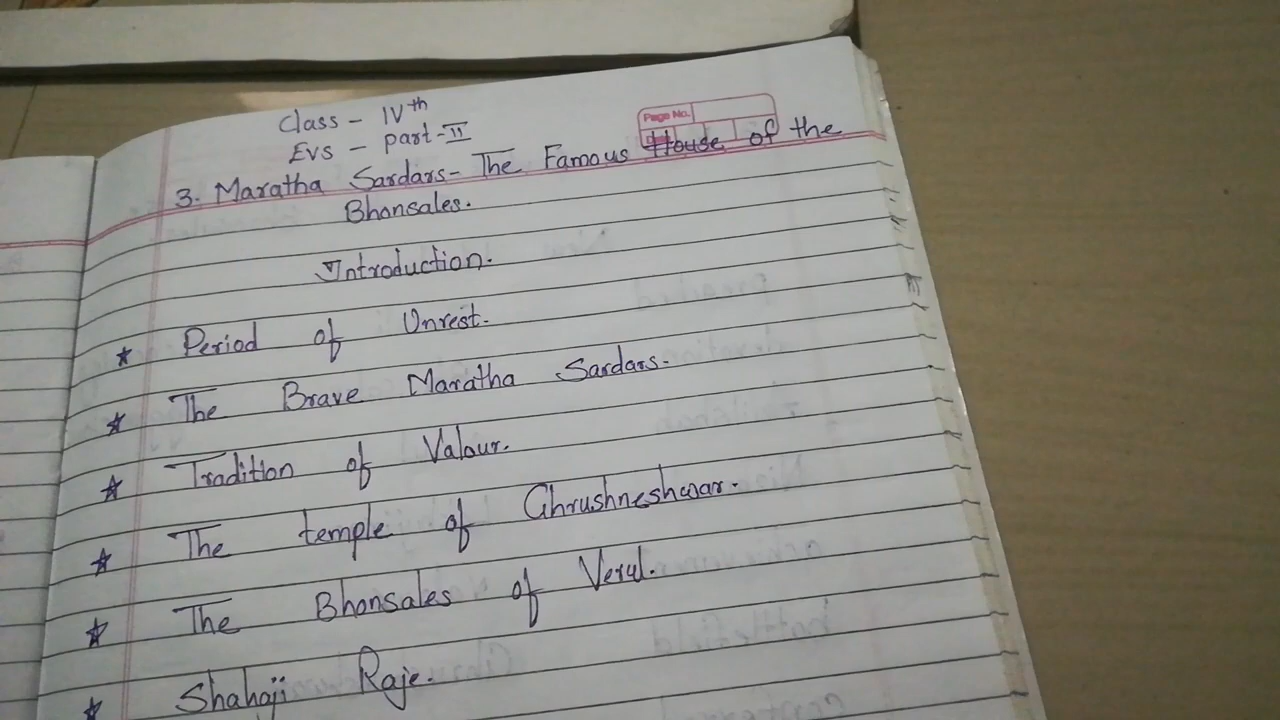 Class - IVth
Evs - part-II
Page No.
3. Maratha Sardars- The Famous House of the
Bhonsales.
Introduction.
★ Period of Unrest.
★ The Brave Maratha Sardars.
★ Tradition of Valour.
★ The temple of Ghrushneshwar.
★ The Bhonsales of Verul.
★ Shahaji Raje.